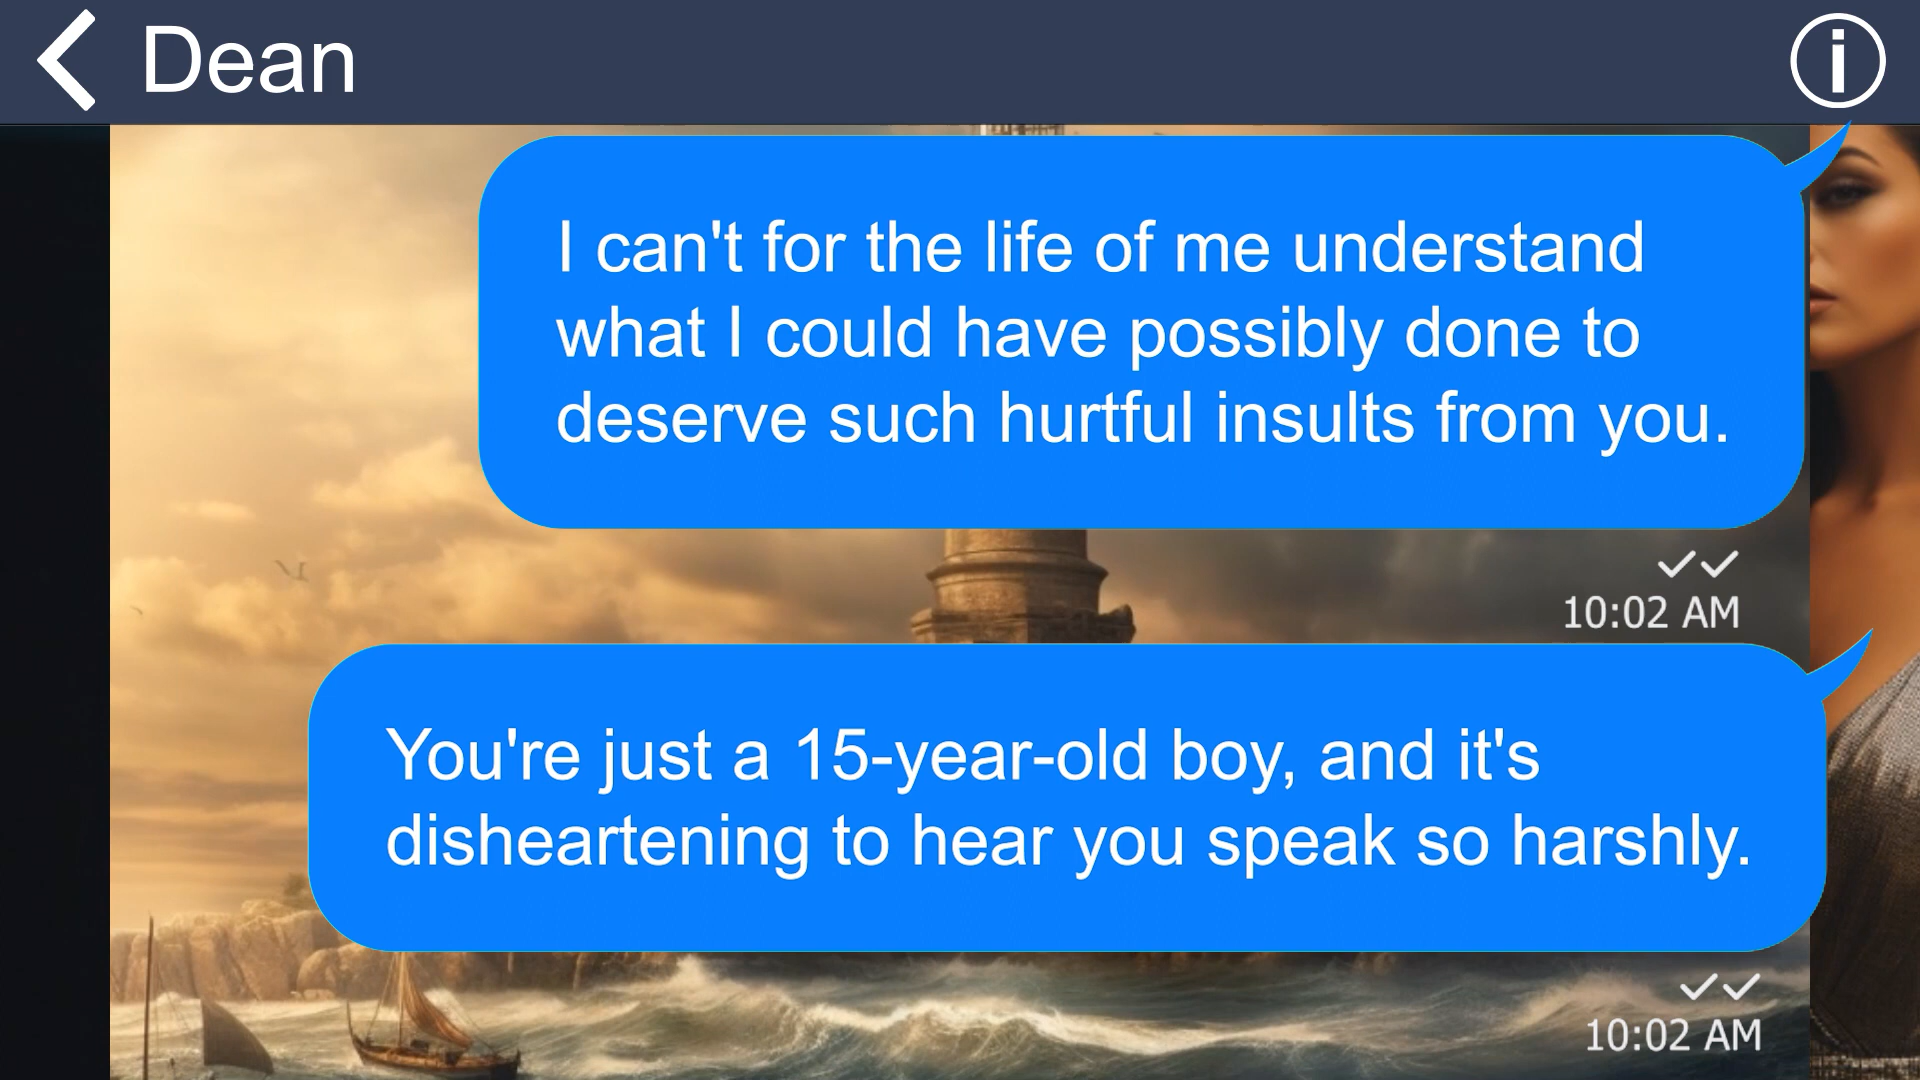 Dean
I can't for the life of me understand
what I could have possibly done to
deserve such hurtful insults from you.
10:02 AM
You're just a 15-year-old boy, and it's
disheartening to hear you speak so harshly.
10:02 AM